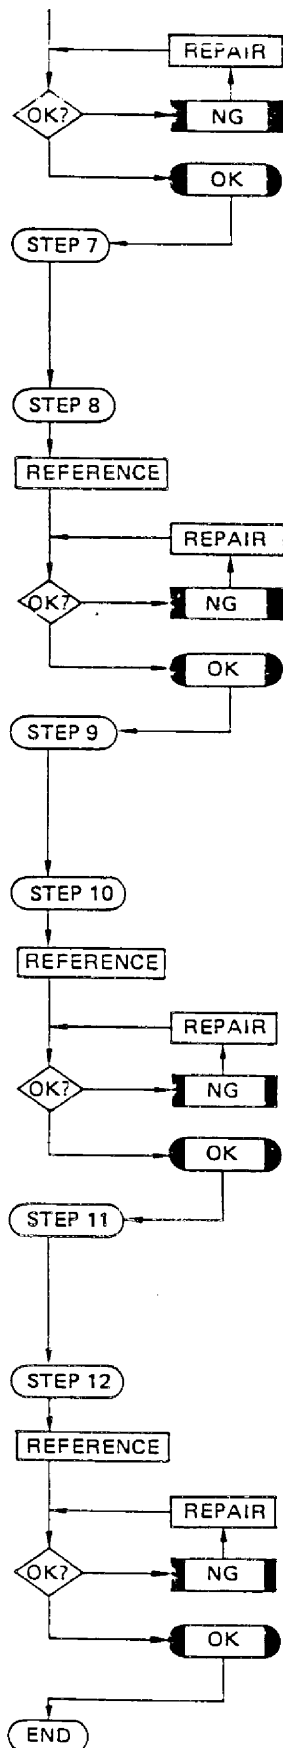 REPAIR
OK? NG
OK
STEP 7
STEP 8
REFERENCE
REPAIR
OK? NG
OK
STEP 9
STEP 10
REFERENCE
REPAIR
OK? NG
OK
STEP 11
STEP 12
REFERENCE
REPAIR
OK? NG
OK
END